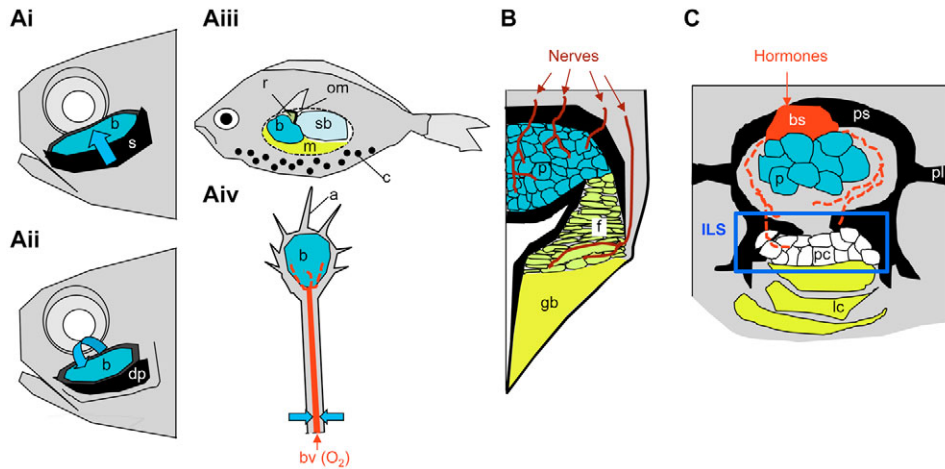 Ai
b
s
Aii
b
dp
Aiii
r
om
b
sb
m
c
Aiv
a
b
bv (O₂)
B
Nerves
p
f
gb
C
Hormones
bs
ps
p
pl
ILS
pc
lc